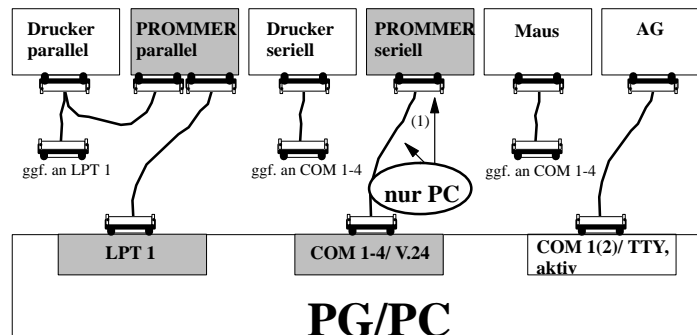 Drucker
parallel
PROMMER
parallel
Drucker
seriell
PROMMER
seriell
Maus
AG
(1)
ggf. an LPT 1
ggf. an COM 1-4
nur PC
ggf. an COM 1-4
LPT 1
COM 1-4/ V.24
COM 1(2)/ TTY,
aktiv
PG/PC